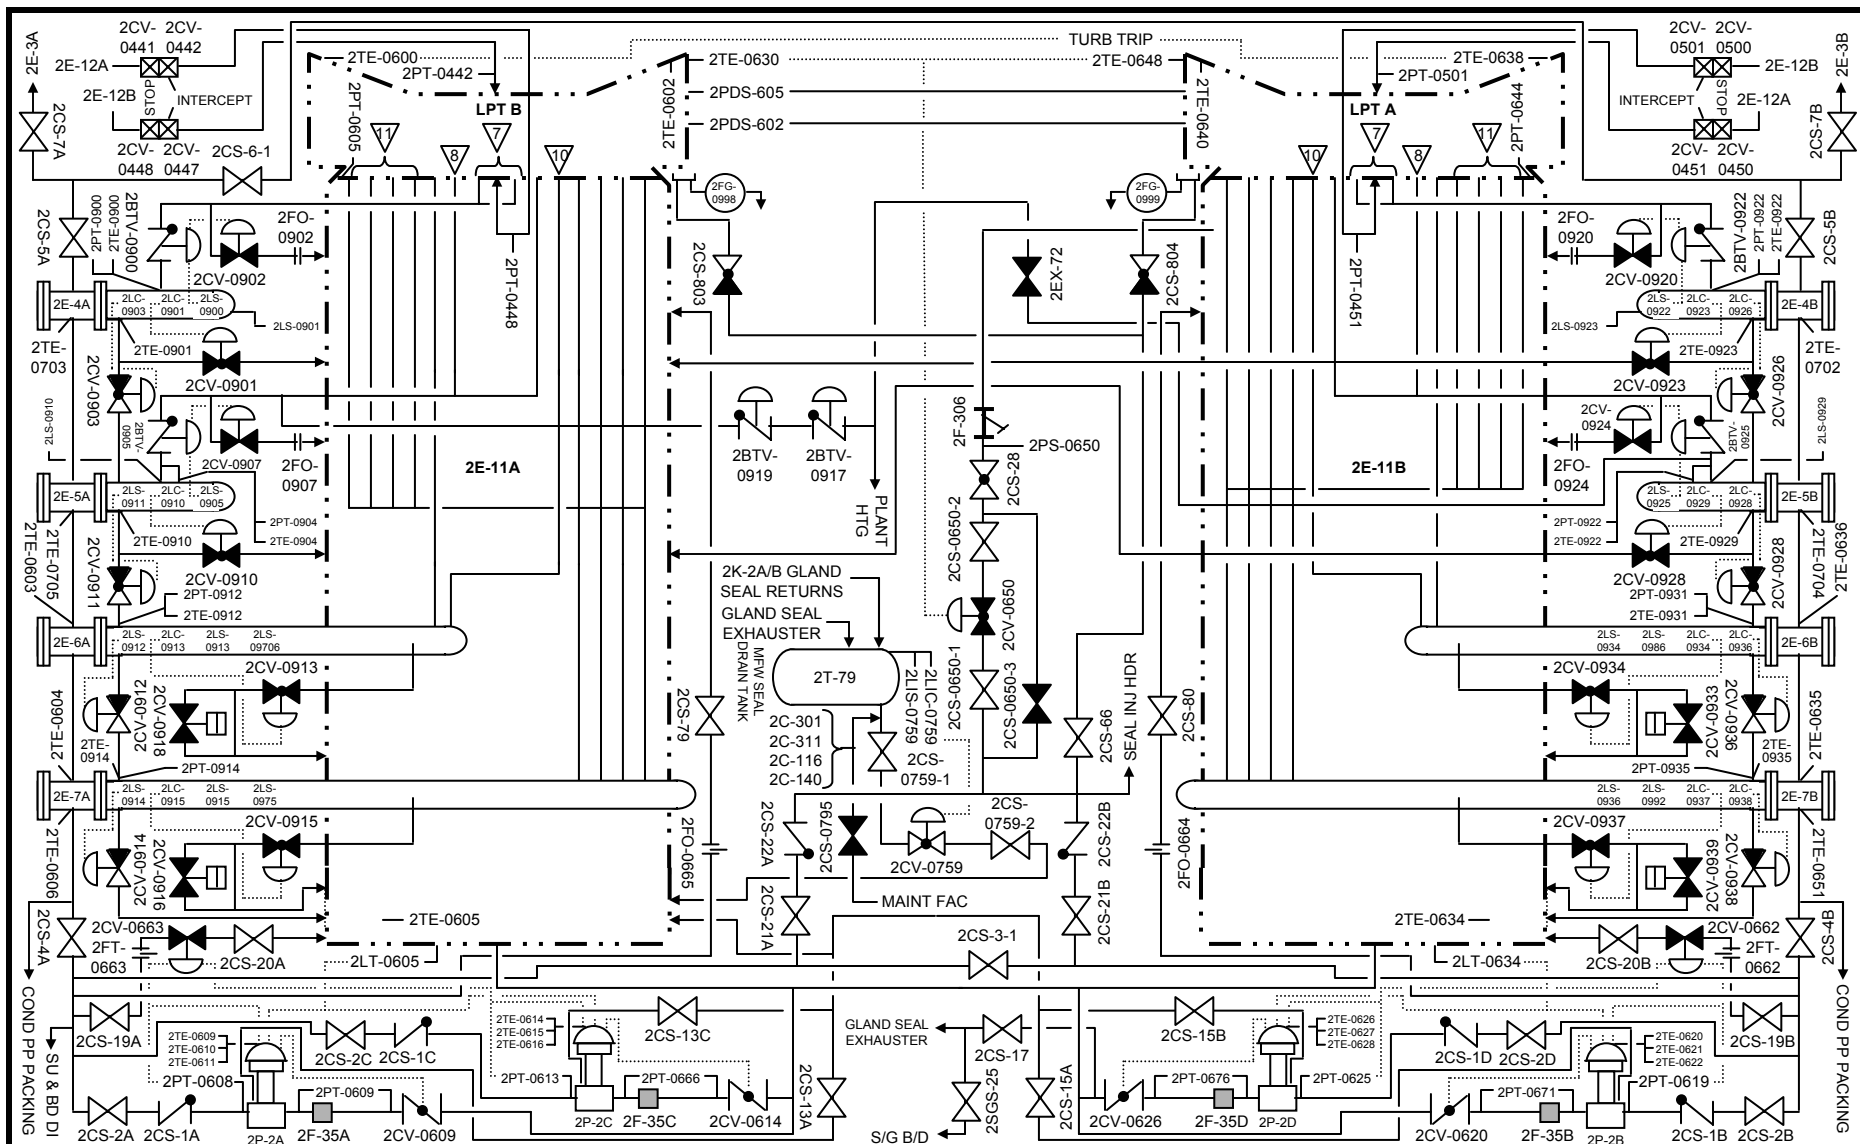 2E-3A
2CV-0441
2CV-0442
2E-12A
2E-12B
STOP
INTERCEPT
2CS-7A
2CV-0448
2CV-0447
2CS-6-1
2TE-0600
2PT-0442
2PT-0605
LPT B
11
8
7
10
2TE-0602
2TE-0630
2PDS-605
2PDS-602
TURB TRIP
2TE-0648
2TE-0640
2TE-0638
2PT-0501
2PT-0644
LPT A
10
7
8
11
2CV-0501
2CV-0500
2E-12B
2E-12A
STOP
INTERCEPT
2CV-0451
2CV-0450
2E-3B
2CS-7B
2CS-5A
2PT-0900
2TE-0900
2BTV-0900
2CV-0902
2FO-0902
2PT-0448
2FG-0998
2FG-0999
2CS-803
2EX-72
2CS-804
2PT-0451
2FO-0920
2CV-0920
2BTV-0922
2PT-0922
2TE-0922
2CS-5B
2E-4A
2LC-0903
2LC-0901
2LS-0900
2LS-0901
2TE-0703
2TE-0901
2CV-0901
2CV-0903
2LS-0922
2LC-0923
2LC-0926
2E-4B
2LS-0923
2TE-0923
2CV-0923
2TE-0702
2CV-0926
2LS-0910
2BTV-0905
2CV-0907
2FO-0907
2E-11A
2BTV-0919
2BTV-0917
PLANT HTG
2F-306
2PS-0650
2CS-28
2E-11B
2CV-0924
2FO-0924
2BTV-0925
2LS-0929
2E-5A
2LS-0911
2LC-0910
2LS-0905
2PT-0904
2TE-0904
2TE-0910
2CV-0910
2TE-0603
2TE-0705
2CV-0911
2PT-0912
2TE-0912
2CS-0650-2
2LS-0925
2LC-0929
2LC-0928
2E-5B
2PT-0922
2TE-0922
2TE-0929
2CV-0928
2PT-0931
2TE-0931
2CV-0928
2TE-0704
2TE-0636
2K-2A/B GLAND
SEAL RETURNS
GLAND SEAL
EXHAUSTER
MFW SEAL
DRAIN TANK
2T-79
2LIS-0759
2LIC-0759
2CV-0650
2CS-0650-1
2CS-0650-3
2CS-66
SEAL INJ HDR
2CS-80
2CS-79
2E-6A
2LS-0912
2LC-0913
2LS-0913
2LS-09706
2CV-0913
2CV-0912
2CV-0918
2TE-0604
2TE-0914
2PT-0914
2LS-0934
2LS-0986
2LC-0934
2LC-0936
2E-6B
2CV-0934
2CV-0933
2CV-0936
2TE-0635
2TE-0935
2PT-0935
2C-301
2C-311
2C-116
2C-140
2CS-0759-1
2E-7A
2LS-0914
2LC-0915
2LS-0915
2LS-0975
2CV-0915
2CV-0914
2CV-0916
2TE-0606
2CS-4A
2FO-0665
2CS-22A
2CS-0795
2CV-0759
2CS-0759-2
2CS-22B
2FO-0664
2LS-0936
2LS-0992
2LC-0937
2LC-0938
2E-7B
2CV-0937
2CV-0939
2CV-0938
2TE-0651
2CS-4B
2TE-0605
2CV-0663
2FT-0663
2CS-20A
2LT-0605
2CS-21A
MAINT FAC
2CS-21B
2CS-3-1
2TE-0634
2LT-0634
2CS-20B
2CV-0662
2FT-0662
COND PP PACKING
SU & BD DI
2CS-19A
2TE-0609
2TE-0610
2TE-0611
2CS-2C
2CS-1C
2TE-0614
2TE-0615
2TE-0616
2CS-13C
GLAND SEAL
EXHAUSTER
2CS-17
2CS-15B
2TE-0626
2TE-0627
2TE-0628
2CS-1D
2CS-2D
2TE-0620
2TE-0621
2TE-0622
2CS-19B
COND PP PACKING
2PT-0608
2PT-0609
2PT-0613
2PT-0666
2CS-13A
2SGS-25
2CS-15A
2PT-0676
2PT-0625
2PT-0671
2PT-0619
2CS-2A
2CS-1A
2P-2A
2F-35A
2CV-0609
2P-2C
2F-35C
2CV-0614
S/G B/D
2CV-0626
2F-35D
2P-2D
2CV-0620
2F-35B
2P-2B
2CS-1B
2CS-2B